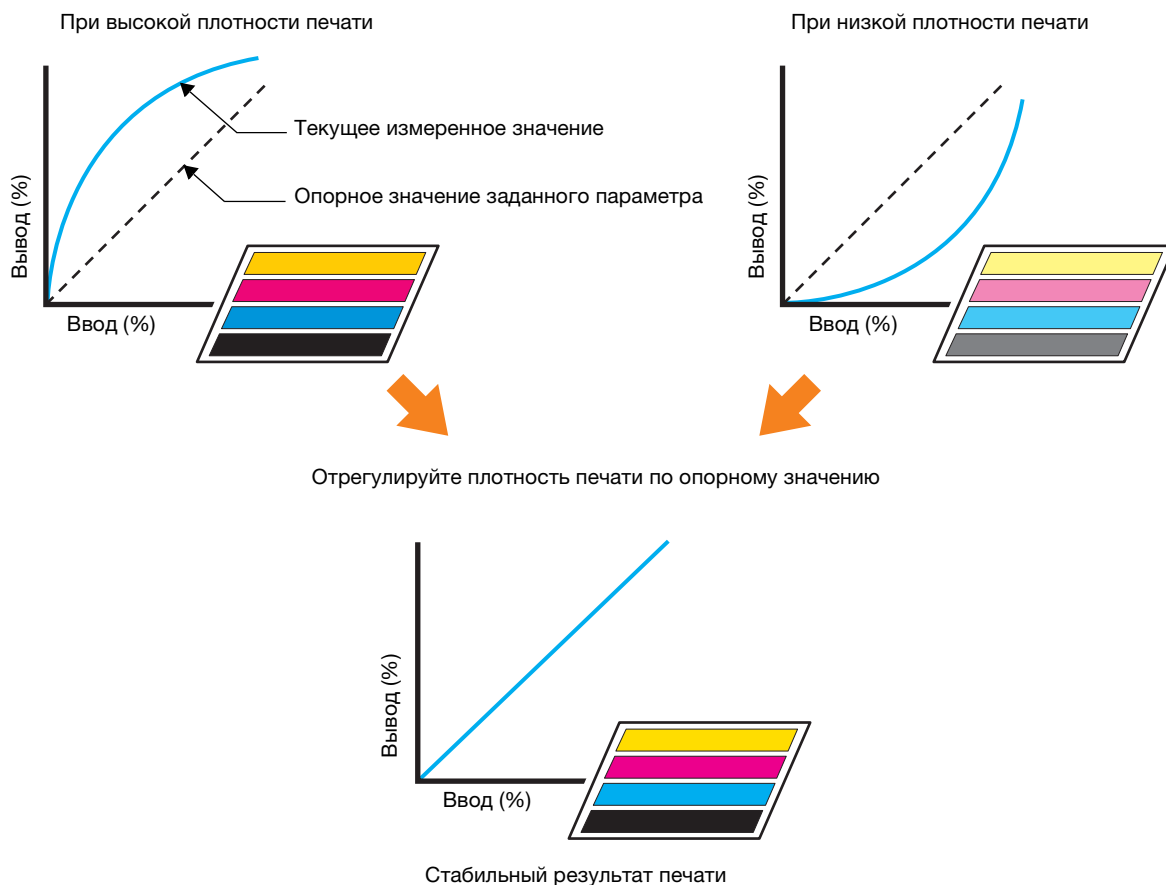 При высокой плотности печати
Вывод (%)
Ввод (%)
Текущее измеренное значение
Опорное значение заданного параметра
При низкой плотности печати
Вывод (%)
Ввод (%)
Отрегулируйте плотность печати по опорному значению
Вывод (%)
Ввод (%)
Стабильный результат печати